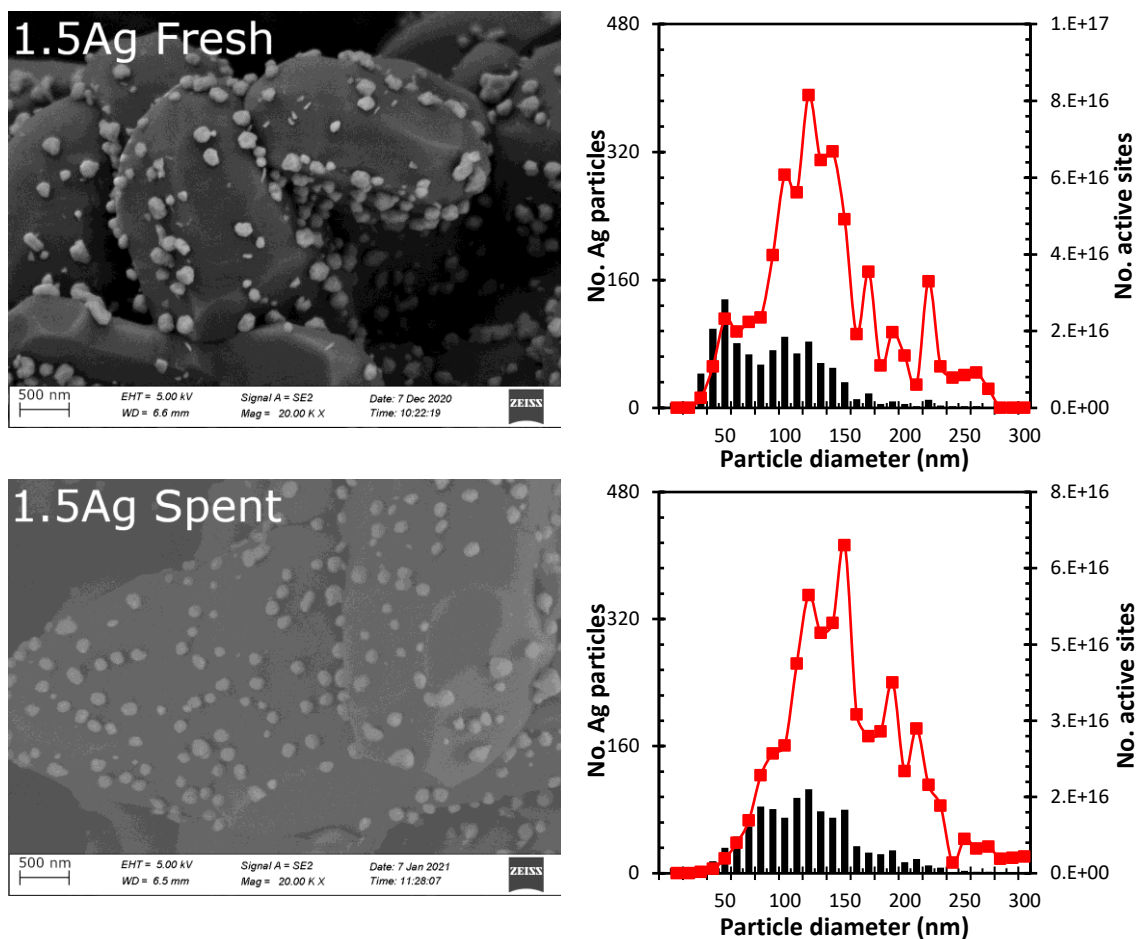 1.5Ag Fresh
500 nm
EHT = 5.00 kV
WD = 6.6 mm
Signal A = SE2
Mag = 20.00 K X
Date: 7 Dec 2020
Time: 10:22:19
ZEISS
480
320
160
0
No. Ag particles
1.E+17
8.E+16
6.E+16
4.E+16
2.E+16
0.E+00
No. active sites
50 100 150 200 250 300
Particle diameter (nm)
1.5Ag Spent
500 nm
EHT = 5.00 kV
WD = 6.5 mm
Signal A = SE2
Mag = 20.00 K X
Date: 7 Jan 2021
Time: 11:28:07
ZEISS
480
320
160
0
No. Ag particles
8.E+16
6.E+16
5.E+16
3.E+16
2.E+16
0.E+00
No. active sites
50 100 150 200 250 300
Particle diameter (nm)